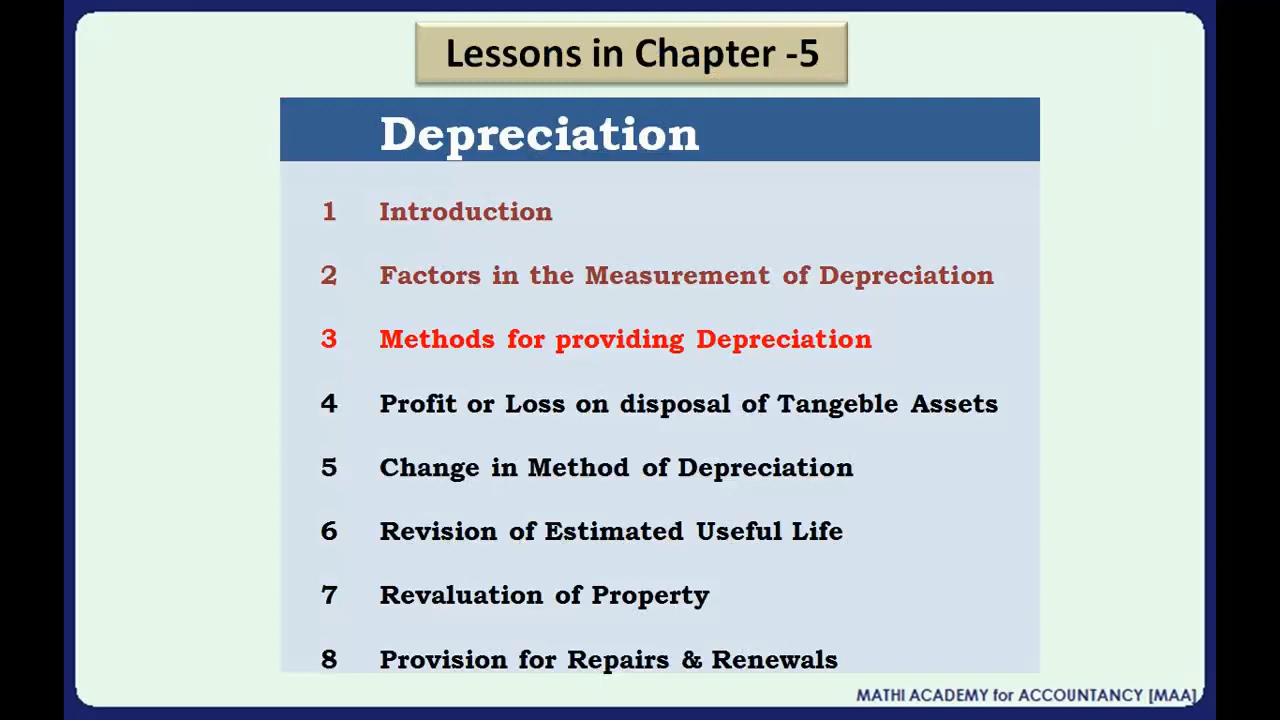 Lessons in Chapter -5
Depreciation
1 Introduction
2 Factors in the Measurement of Depreciation
3 Methods for providing Depreciation
4 Profit or Loss on disposal of Tangeble Assets
5 Change in Method of Depreciation
6 Revision of Estimated Useful Life
7 Revaluation of Property
8 Provision for Repairs & Renewals
MATHI ACADEMY for ACCOUNTANCY [MAA]